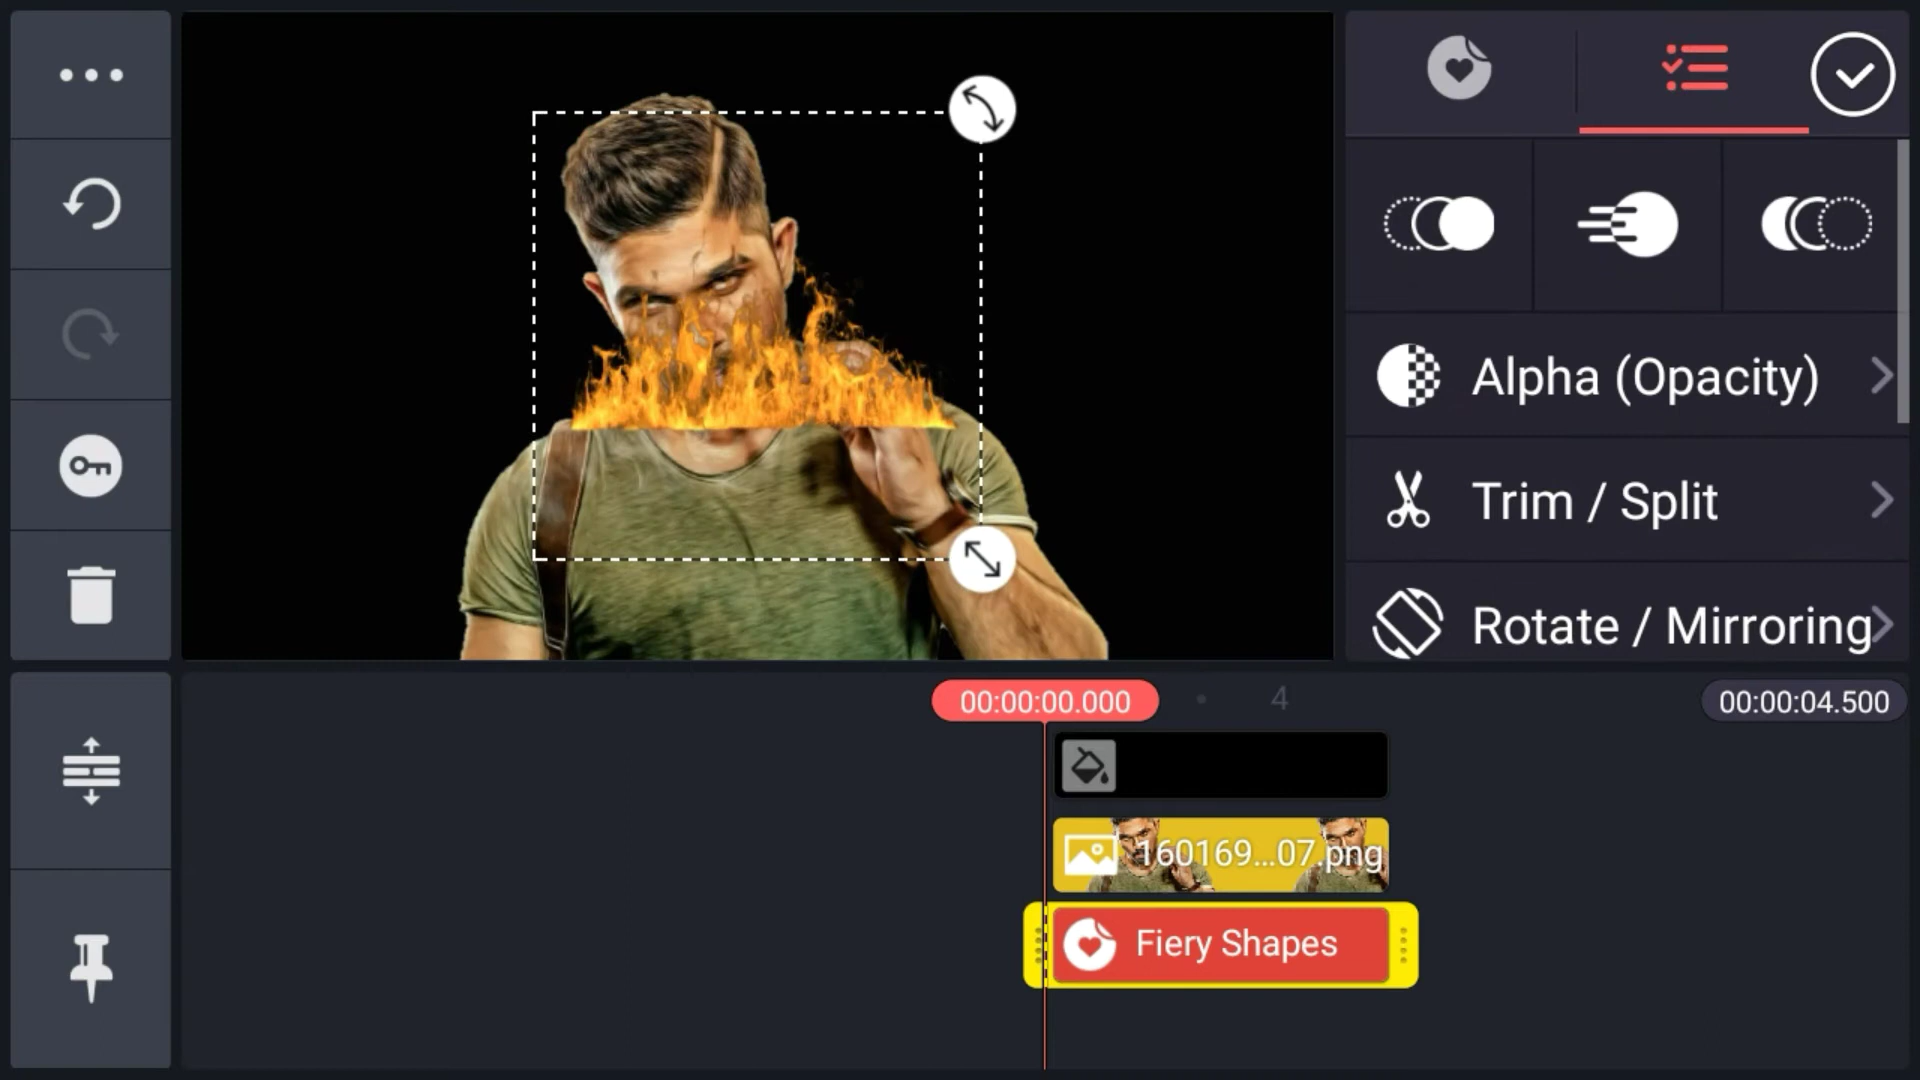 Alpha (Opacity)
Trim / Split
Rotate / Mirroring
00:00:00.000
4
00:00:04.500
160169...07.png
Fiery Shapes